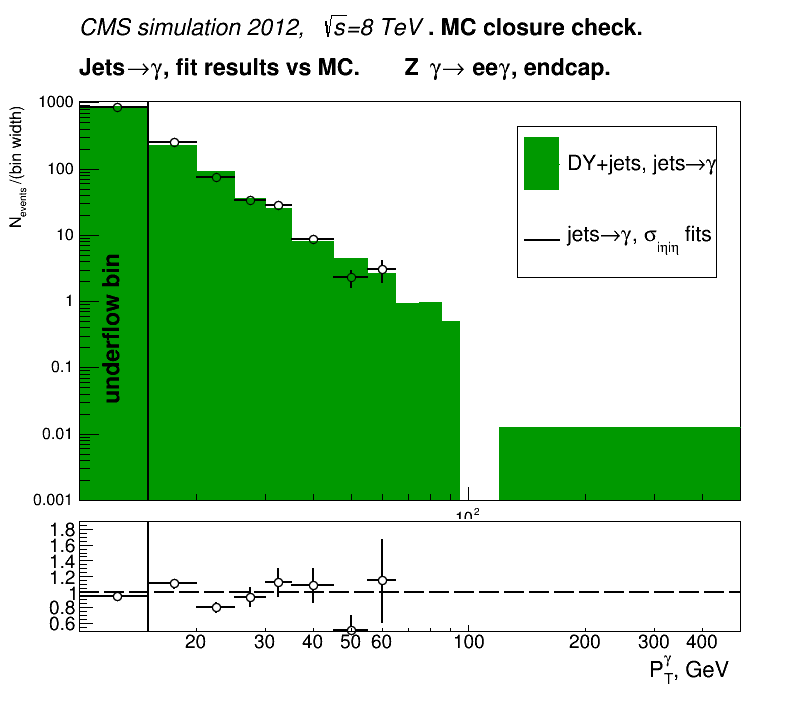 CMS simulation 2012, √s=8 TeV . MC closure check.
Jets→γ, fit results vs MC. Z γ→ eeγ, endcap.
N_events /(bin width)
1000
100
10
1
0.1
0.01
0.001
underflow bin
DY+jets, jets→γ
jets→γ, σ_iηiη fits
10²
1.8
1.6
1.4
1.2
1
0.8
0.6
20 30 40 50 60 100 200 300 400
P_T^γ, GeV